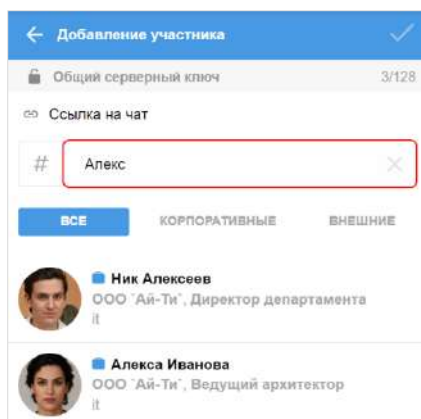 Добавление участника
Общий серверный ключ 3/128
Ссылка на чат
# Алекс
ВСЕ КОРПОРАТИВНЫЕ ВНЕШНИЕ
Ник Алексеев
ООО "Ай-Ти", Директор департамента
it
Алекса Иванова
ООО "Ай-Ти", Ведущий архитектор
it